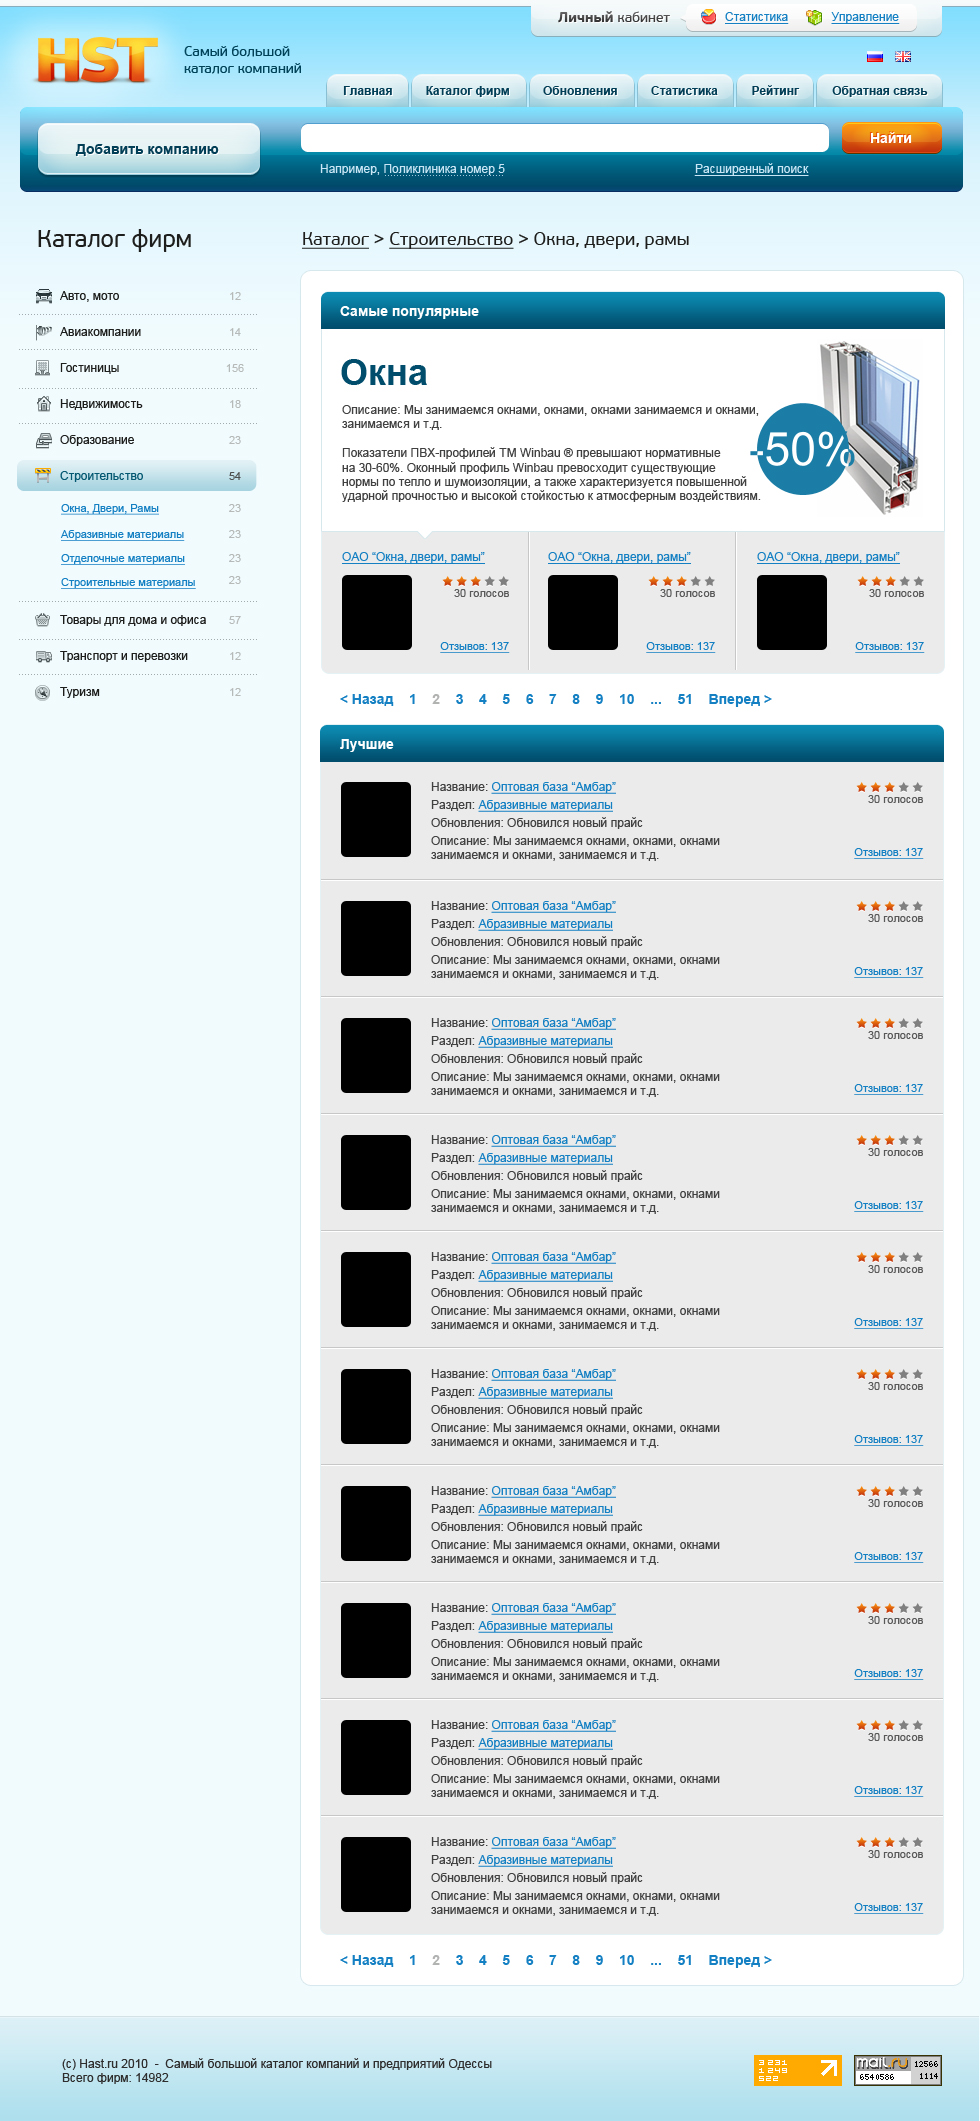 Личный кабинет
Статистика
Управление
HST
Самый большой
каталог компаний
Главная
Каталог фирм
Обновления
Статистика
Рейтинг
Обратная связь
Добавить компанию
Найти
Например, Поликлиника номер 5
Расширенный поиск
Каталог фирм
Авто, мото 12
Авиакомпании 14
Гостиницы 156
Недвижимость 18
Образование 23
Строительство 54
Окна, Двери, Рамы 23
Абразивные материалы 23
Отделочные материалы 23
Строительные материалы 23
Товары для дома и офиса 57
Транспорт и перевозки 12
Туризм 12
Каталог > Строительство > Окна, двери, рамы
Самые популярные
Окна
Описание: Мы занимаемся окнами, окнами, окнами занимаемся и окнами,
занимаемся и т.д.
Показатели ПВХ-профилей ТМ Winbau ® превышают нормативные
на 30-60%. Оконный профиль Winbau превосходит существующие
нормы по тепло и шумоизоляции, а также характеризуется повышенной
ударной прочностью и высокой стойкостью к атмосферным воздействиям.
-50%
ОАО “Окна, двери, рамы”
30 голосов
Отзывов: 137
ОАО “Окна, двери, рамы”
30 голосов
Отзывов: 137
ОАО “Окна, двери, рамы”
30 голосов
Отзывов: 137
< Назад 1 2 3 4 5 6 7 8 9 10 ... 51 Вперед >
Лучшие
Название: Оптовая база “Амбар”
Раздел: Абразивные материалы
Обновления: Обновился новый прайс
Описание: Мы занимаемся окнами, окнами, окнами
занимаемся и окнами, занимаемся и т.д.
30 голосов
Отзывов: 137
Название: Оптовая база “Амбар”
Раздел: Абразивные материалы
Обновления: Обновился новый прайс
Описание: Мы занимаемся окнами, окнами, окнами
занимаемся и окнами, занимаемся и т.д.
30 голосов
Отзывов: 137
Название: Оптовая база “Амбар”
Раздел: Абразивные материалы
Обновления: Обновился новый прайс
Описание: Мы занимаемся окнами, окнами, окнами
занимаемся и окнами, занимаемся и т.д.
30 голосов
Отзывов: 137
Название: Оптовая база “Амбар”
Раздел: Абразивные материалы
Обновления: Обновился новый прайс
Описание: Мы занимаемся окнами, окнами, окнами
занимаемся и окнами, занимаемся и т.д.
30 голосов
Отзывов: 137
Название: Оптовая база “Амбар”
Раздел: Абразивные материалы
Обновления: Обновился новый прайс
Описание: Мы занимаемся окнами, окнами, окнами
занимаемся и окнами, занимаемся и т.д.
30 голосов
Отзывов: 137
Название: Оптовая база “Амбар”
Раздел: Абразивные материалы
Обновления: Обновился новый прайс
Описание: Мы занимаемся окнами, окнами, окнами
занимаемся и окнами, занимаемся и т.д.
30 голосов
Отзывов: 137
Название: Оптовая база “Амбар”
Раздел: Абразивные материалы
Обновления: Обновился новый прайс
Описание: Мы занимаемся окнами, окнами, окнами
занимаемся и окнами, занимаемся и т.д.
30 голосов
Отзывов: 137
Название: Оптовая база “Амбар”
Раздел: Абразивные материалы
Обновления: Обновился новый прайс
Описание: Мы занимаемся окнами, окнами, окнами
занимаемся и окнами, занимаемся и т.д.
30 голосов
Отзывов: 137
Название: Оптовая база “Амбар”
Раздел: Абразивные материалы
Обновления: Обновился новый прайс
Описание: Мы занимаемся окнами, окнами, окнами
занимаемся и окнами, занимаемся и т.д.
30 голосов
Отзывов: 137
Название: Оптовая база “Амбар”
Раздел: Абразивные материалы
Обновления: Обновился новый прайс
Описание: Мы занимаемся окнами, окнами, окнами
занимаемся и окнами, занимаемся и т.д.
30 голосов
Отзывов: 137
< Назад 1 2 3 4 5 6 7 8 9 10 ... 51 Вперед >
(с) Hast.ru 2010 - Самый большой каталог компаний и предприятий Одессы
Всего фирм: 14982
3 231
1 249
522
mail.ru 12566
6540586 1114